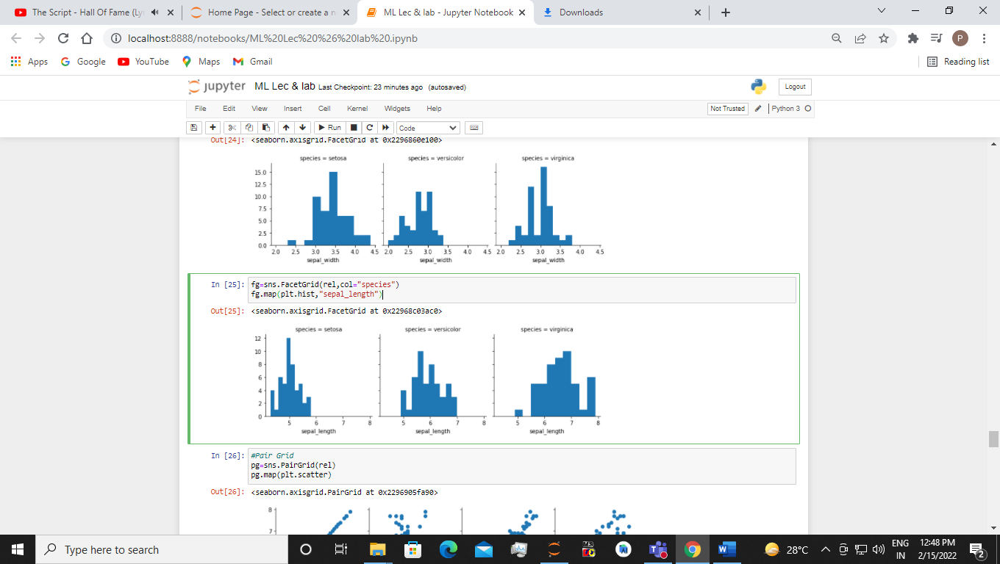 The Script - Hall Of Fame (Ly
Home Page - Select or create a n
ML Lec & lab - Jupyter Notebook
Downloads
localhost:8888/notebooks/ML%20Lec%20%26%20lab%20.ipynb
P
Apps
Google
YouTube
Maps
Gmail
Reading list
jupyter ML Lec & lab Last Checkpoint: 23 minutes ago (autosaved)
Logout
File Edit View Insert Cell Kernel Widgets Help
Not Trusted
Python 3
Run
Code
Out[24]: <seaborn.axisgrid.FacetGrid at 0x2296860e100>
species = setosa species = versicolor species = virginica
15.0
12.5
10.0
7.5
5.0
2.5
0.0
2.0 2.5 3.0 3.5 4.0 4.5 2.0 2.5 3.0 3.5 4.0 4.5 2.0 2.5 3.0 3.5 4.0 4.5
sepal_width sepal_width sepal_width
In [25]: fg=sns.FacetGrid(rel,col="species")
fg.map(plt.hist,"sepal_length")
Out[25]: <seaborn.axisgrid.FacetGrid at 0x22968c03ac0>
species = setosa species = versicolor species = virginica
12
10
8
6
4
2
0
5 6 7 8 5 6 7 8 5 6 7 8
sepal_length sepal_length sepal_length
In [26]: #Pair Grid
pg=sns.PairGrid(rel)
pg.map(plt.scatter)
Out[26]: <seaborn.axisgrid.PairGrid at 0x2296905fa90>
8
7
Type here to search
28°C
ENG
IN
12:48 PM
2/15/2022
2